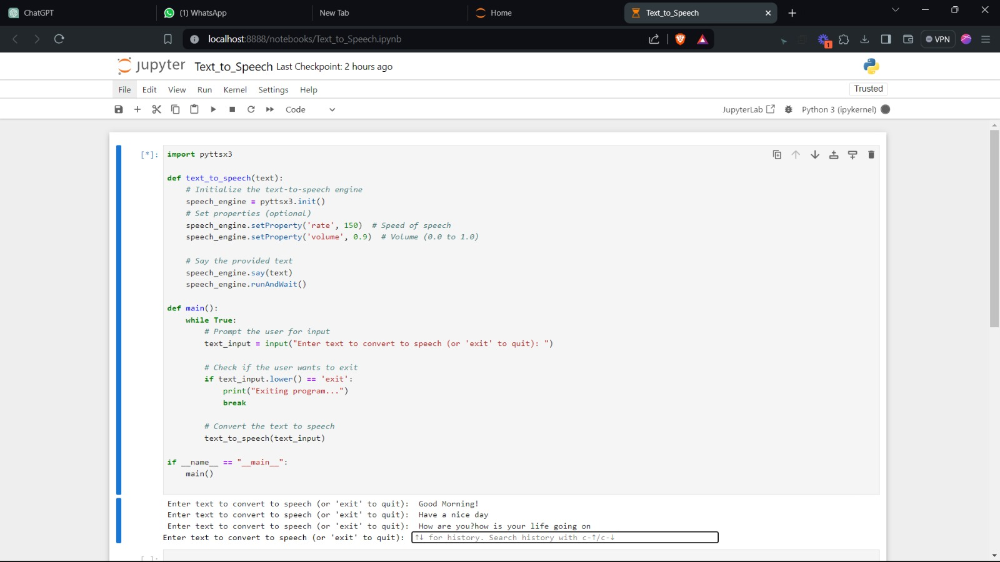 ChatGPT
(1) WhatsApp
New Tab
Home
Text_to_Speech
localhost:8888/notebooks/Text_to_Speech.ipynb
1
VPN
jupyter Text_to_Speech Last Checkpoint: 2 hours ago
File Edit View Run Kernel Settings Help
Trusted
Code
JupyterLab
Python 3 (ipykernel)
[*]: import pyttsx3
def text_to_speech(text):
# Initialize the text-to-speech engine
speech_engine = pyttsx3.init()
# Set properties (optional)
speech_engine.setProperty('rate', 150)  # Speed of speech
speech_engine.setProperty('volume', 0.9)  # Volume (0.0 to 1.0)
# Say the provided text
speech_engine.say(text)
speech_engine.runAndWait()
def main():
while True:
# Prompt the user for input
text_input = input("Enter text to convert to speech (or 'exit' to quit): ")
# Check if the user wants to exit
if text_input.lower() == 'exit':
print("Exiting program...")
break
# Convert the text to speech
text_to_speech(text_input)
if __name__ == "__main__":
main()
Enter text to convert to speech (or 'exit' to quit):  Good Morning!
Enter text to convert to speech (or 'exit' to quit):  Have a nice day
Enter text to convert to speech (or 'exit' to quit):  How are you?how is your life going on
Enter text to convert to speech (or 'exit' to quit):  ↑↓ for history. Search history with c-↑/c-↓
[ ]: